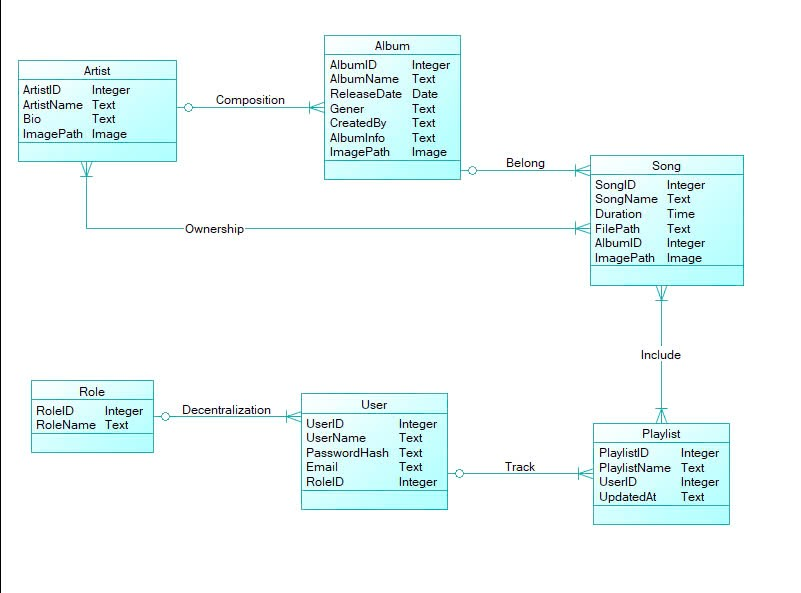 Artist
ArtistID Integer
ArtistName Text
Bio Text
ImagePath Image
Composition
Album
AlbumID Integer
AlbumName Text
ReleaseDate Date
Gener Text
CreatedBy Text
AlbumInfo Text
ImagePath Image
Belong
Song
SongID Integer
SongName Text
Duration Time
FilePath Text
AlbumID Integer
ImagePath Image
Ownership
Include
Role
RoleID Integer
RoleName Text
Decentralization
User
UserID Integer
UserName Text
PasswordHash Text
Email Text
RoleID Integer
Track
Playlist
PlaylistID Integer
PlaylistName Text
UserID Integer
UpdatedAt Text